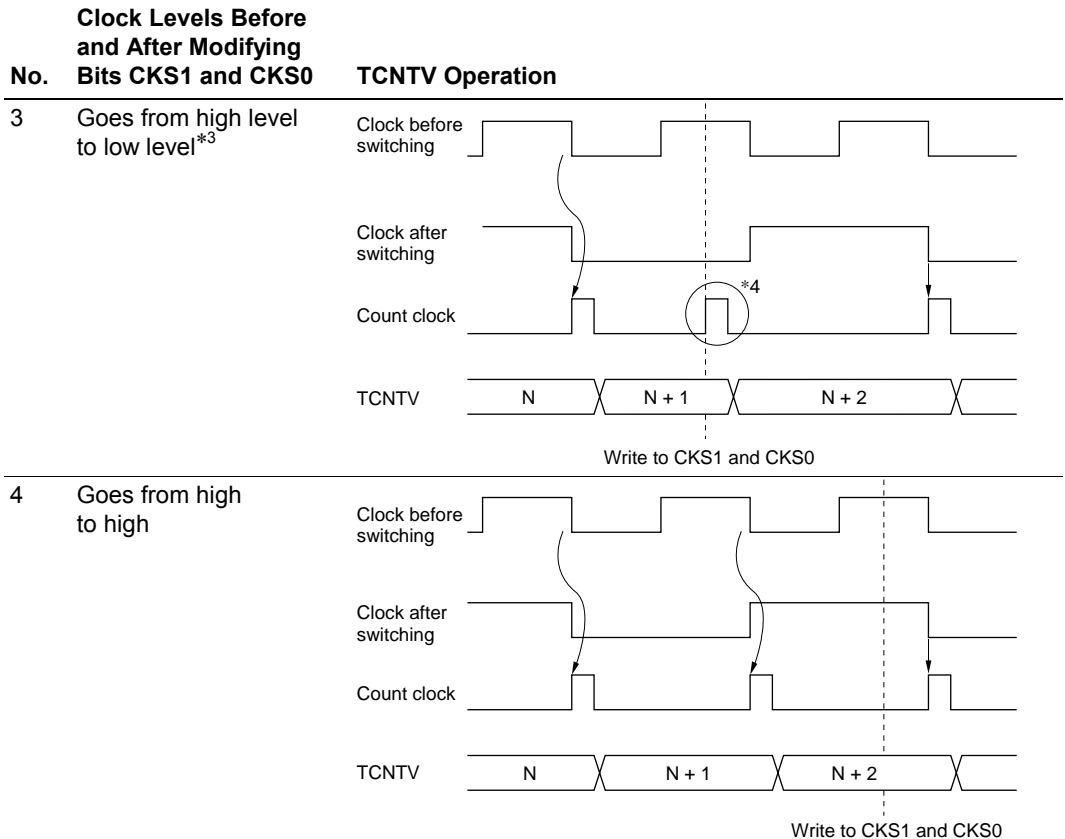 Clock Levels Before
and After Modifying
No. Bits CKS1 and CKS0 TCNTV Operation
3 Goes from high level
to low level*3
Clock before
switching
Clock after
switching
*4
Count clock
TCNTV N N + 1 N + 2
Write to CKS1 and CKS0
4 Goes from high
to high
Clock before
switching
Clock after
switching
Count clock
TCNTV N N + 1 N + 2
Write to CKS1 and CKS0